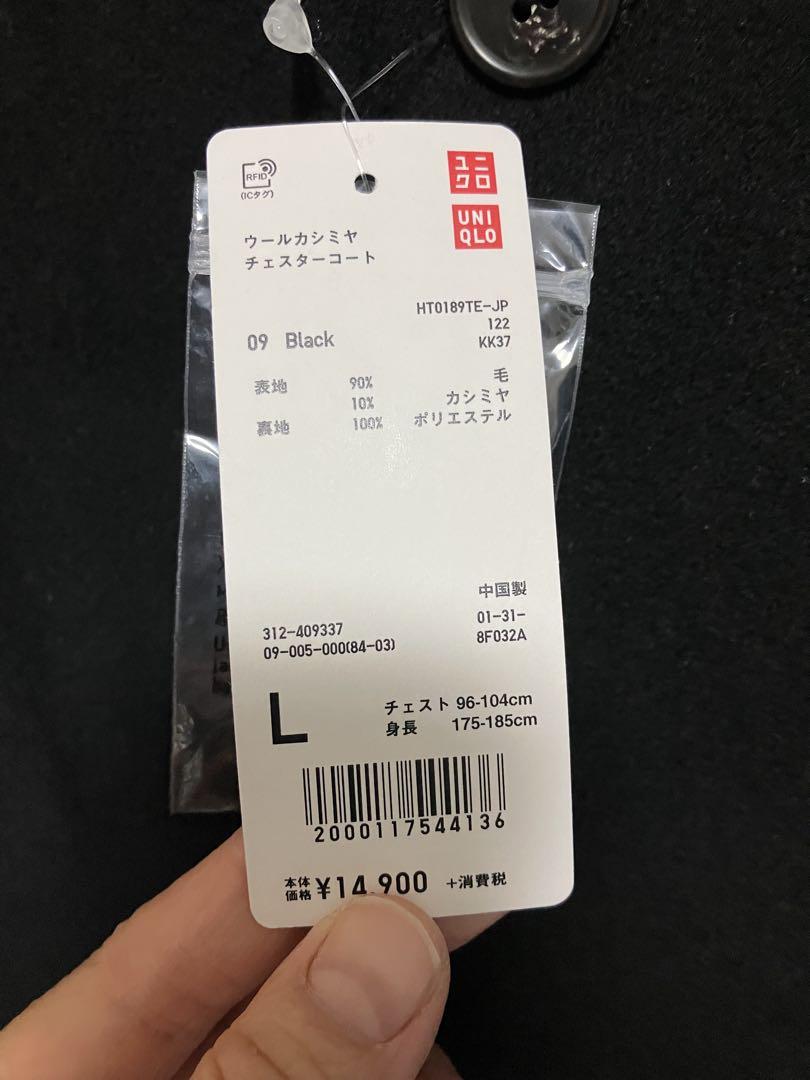 RFID
(ICタグ)
ユニ
クロ
UNI
QLO
ウールカシミヤ
チェスターコート
HT0189TE-JP
122
KK37
09 Black
表地 90% 毛
10% カシミヤ
裏地 100% ポリエステル
中国製
312-409337 01-31-
09-005-000(84-03) 8F032A
L
チェスト 96-104cm
身長 175-185cm
2000117544136
本体
価格 ¥14,900 +消費税